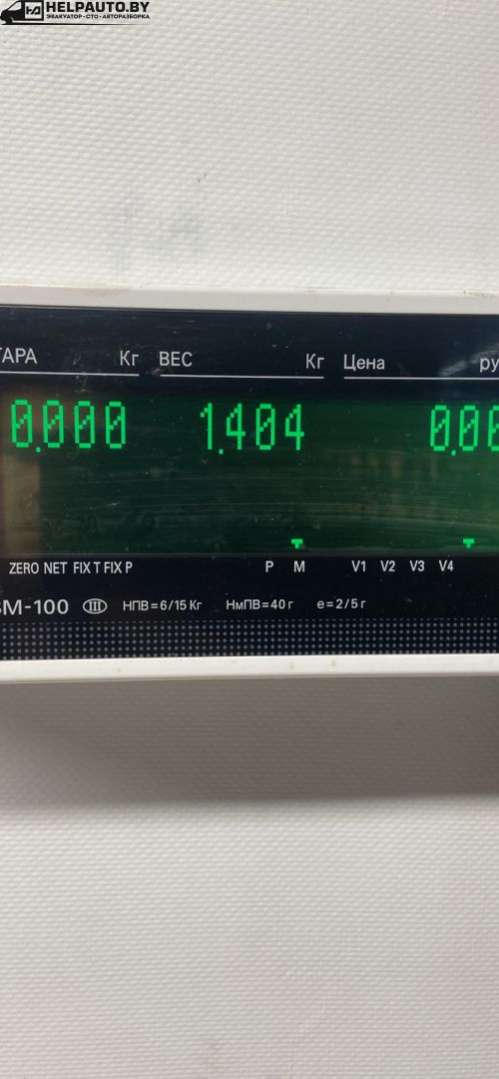 HELPAUTO.BY
ЭВАКУАТОР·СТО·АВТОРАЗБОРКА
ТАРА Кг ВЕС Кг Цена ру
0.000 1.404 0.00
ZERO NET FIX T FIX P P M V1 V2 V3 V4
SM-100 III НПВ=6/15 Кг НмПВ=40 г e=2/5 г